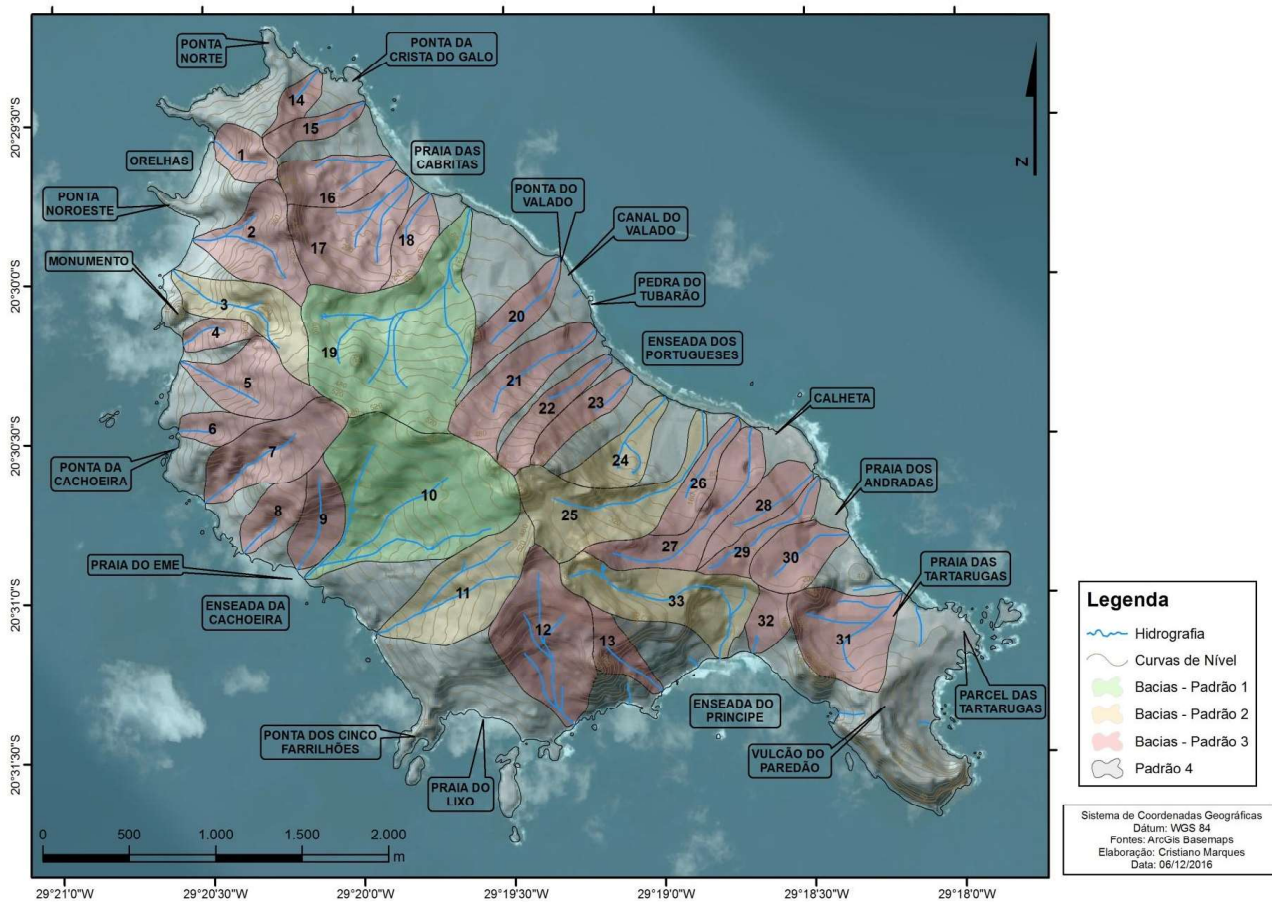 PONTA
NORTE
PONTA DA
CRISTA DO GALO
14
15
ORELHAS
1
PRAIA DAS
CABRITAS
PONTA
NOROESTE
16
2
17
18
PONTA DO
VALADO
CANAL DO
VALADO
MONUMENTO
3
PEDRA DO
TUBARÃO
4
19
20
ENSEADA DOS
PORTUGUESES
5
21
22
23
CALHETA
6
7
PONTA DA
CACHOEIRA
24
PRAIA DOS
ANDRADAS
8
9
10
25
26
28
27
29
30
PRAIA DO EME
PRAIA DAS
TARTARUGAS
ENSEADA DA
CACHOEIRA
11
33
32
31
12
13
PONTA DOS CINCO
FARRILHÕES
PRAIA DO
LIXO
ENSEADA DO
PRINCIPE
VULCÃO DO
PAREDÃO
PARCEL DAS
TARTARUGAS
N
0 500 1.000 1.500 2.000
m
20°29'30"S
20°30'0"S
20°30'30"S
20°31'0"S
20°31'30"S
29°21'0"W 29°20'30"W 29°20'0"W 29°19'30"W 29°19'0"W 29°18'30"W 29°18'0"W
Legenda
Hidrografia
Curvas de Nível
Bacias - Padrão 1
Bacias - Padrão 2
Bacias - Padrão 3
Padrão 4
Sistema de Coordenadas Geográficas
Dátum: WGS 84
Fontes: ArcGis Basemaps
Elaboração: Cristiano Marques
Data: 06/12/2016